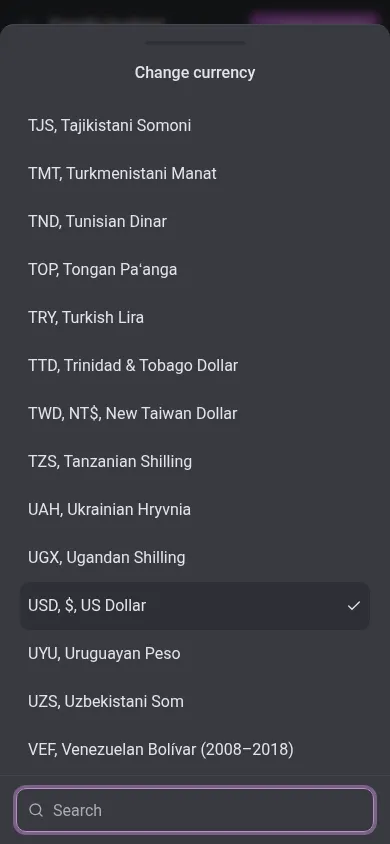 Change currency
TJS, Tajikistani Somoni
TMT, Turkmenistani Manat
TND, Tunisian Dinar
TOP, Tongan Paʻanga
TRY, Turkish Lira
TTD, Trinidad & Tobago Dollar
TWD, NT$, New Taiwan Dollar
TZS, Tanzanian Shilling
UAH, Ukrainian Hryvnia
UGX, Ugandan Shilling
USD, $, US Dollar
UYU, Uruguayan Peso
UZS, Uzbekistani Som
VEF, Venezuelan Bolívar (2008–2018)
Search